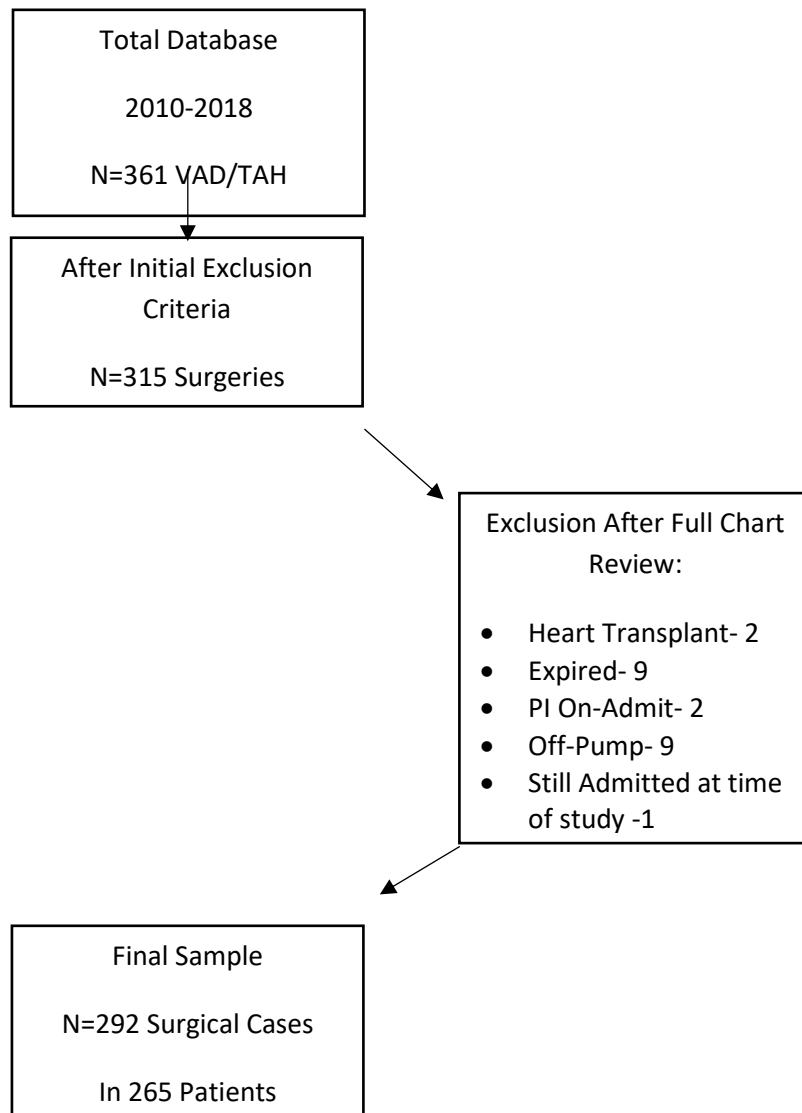 Total Database
2010-2018
N=361 VAD/TAH
After Initial Exclusion
Criteria
N=315 Surgeries
Exclusion After Full Chart
Review:
• Heart Transplant- 2
• Expired- 9
• PI On-Admit- 2
• Off-Pump- 9
• Still Admitted at time
of study -1
Final Sample
N=292 Surgical Cases
In 265 Patients